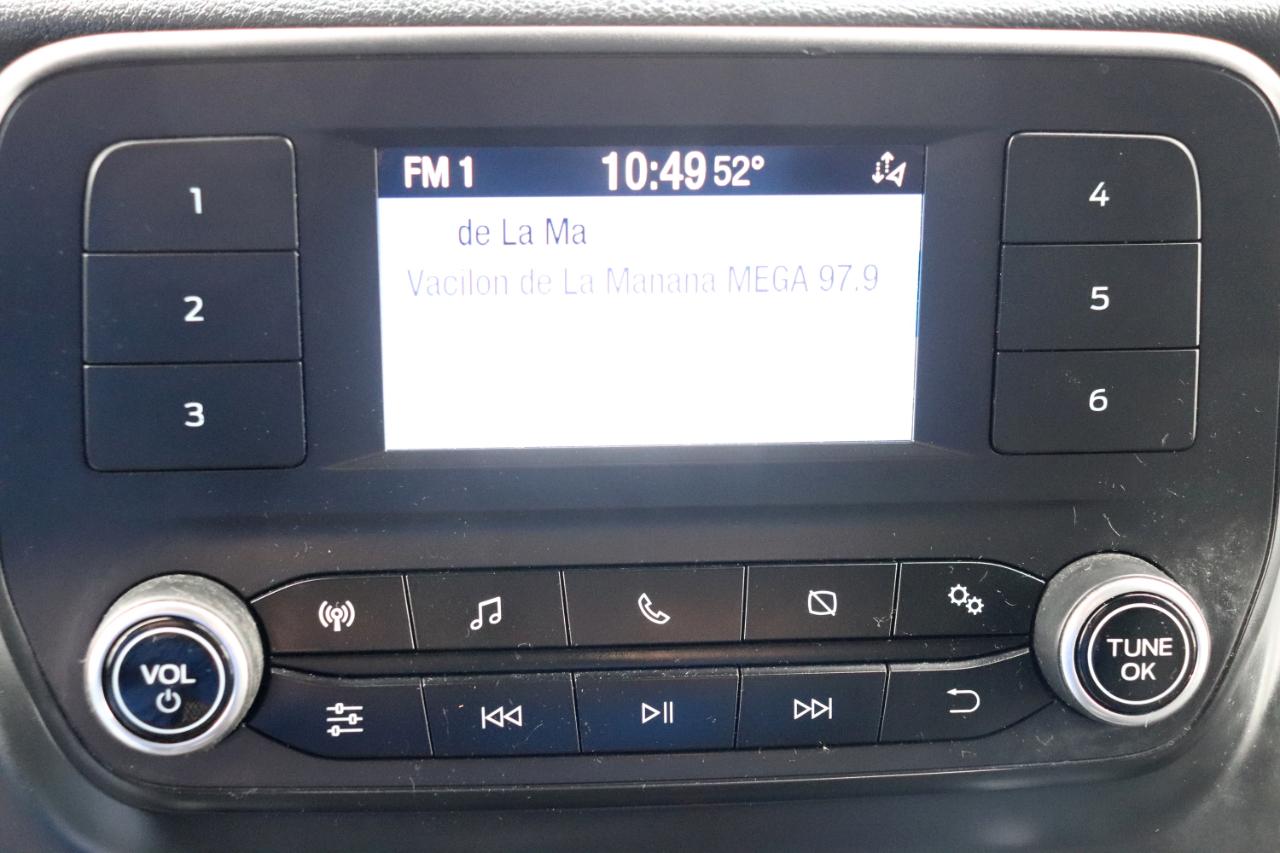 FM 1 10:49 52°
de La Ma
Vacilon de La Manana MEGA 97.9
1
2
3
4
5
6
VOL
TUNE
OK